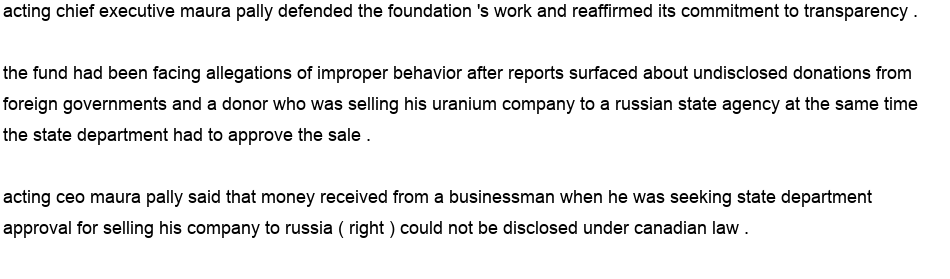 acting chief executive maura pally defended the foundation 's work and reaffirmed its commitment to transparency .
the fund had been facing allegations of improper behavior after reports surfaced about undisclosed donations from
foreign governments and a donor who was selling his uranium company to a russian state agency at the same time
the state department had to approve the sale .
acting ceo maura pally said that money received from a businessman when he was seeking state department
approval for selling his company to russia ( right ) could not be disclosed under canadian law .